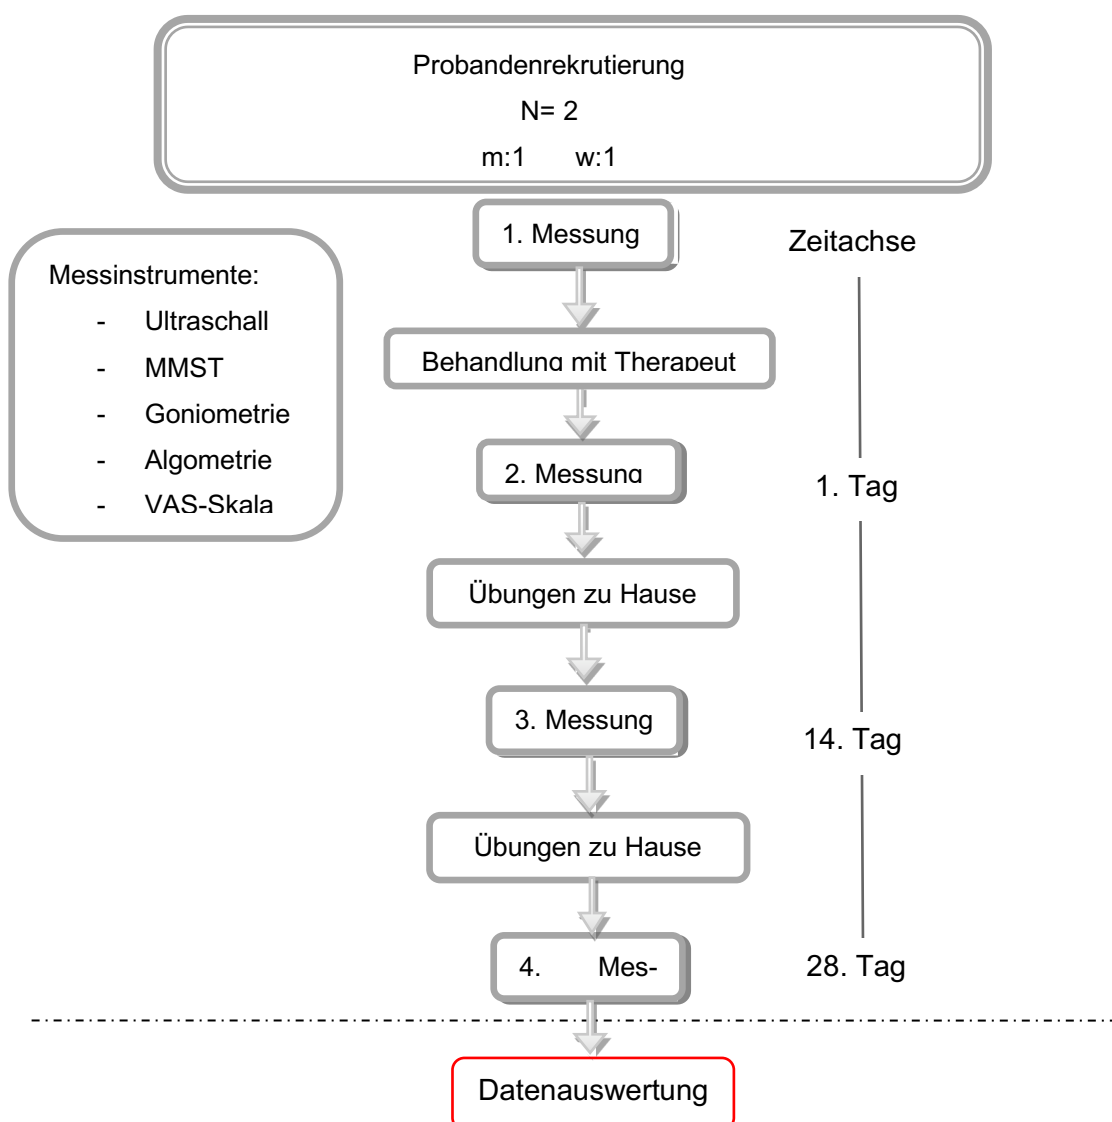 Probandenrekrutierung
N= 2
m:1 w:1
1. Messung
Zeitachse
Messinstrumente:
- Ultraschall
- MMST
- Goniometrie
- Algometrie
- VAS-Skala
Behandlung mit Therapeut
2. Messung
1. Tag
Übungen zu Hause
3. Messung
14. Tag
Übungen zu Hause
4. Mes-
28. Tag
Datenauswertung